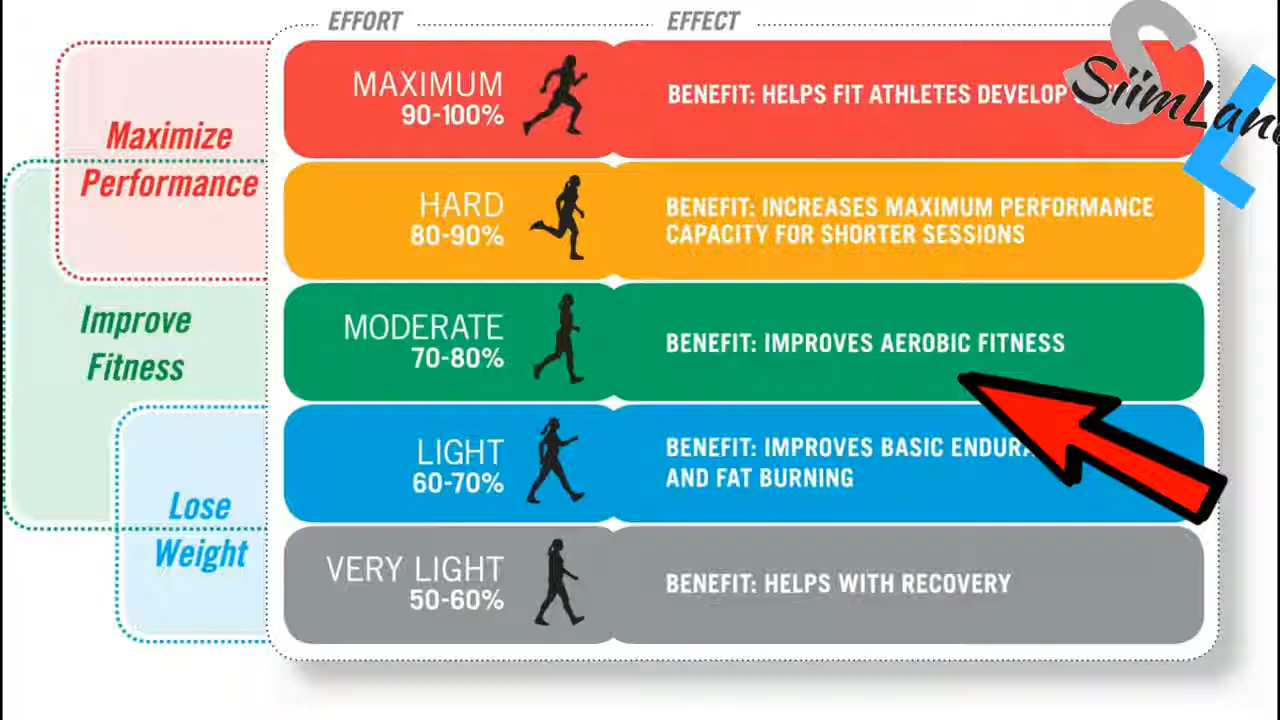 EFFORT
EFFECT
Maximize
Performance
Improve
Fitness
Lose
Weight
MAXIMUM
90-100%
BENEFIT: HELPS FIT ATHLETES DEVELOP
HARD
80-90%
BENEFIT: INCREASES MAXIMUM PERFORMANCE
CAPACITY FOR SHORTER SESSIONS
MODERATE
70-80%
BENEFIT: IMPROVES AEROBIC FITNESS
LIGHT
60-70%
BENEFIT: IMPROVES BASIC
AND FAT BURNING
VERY LIGHT
50-60%
BENEFIT: HELPS WITH RECOVERY
SL
SiimLand